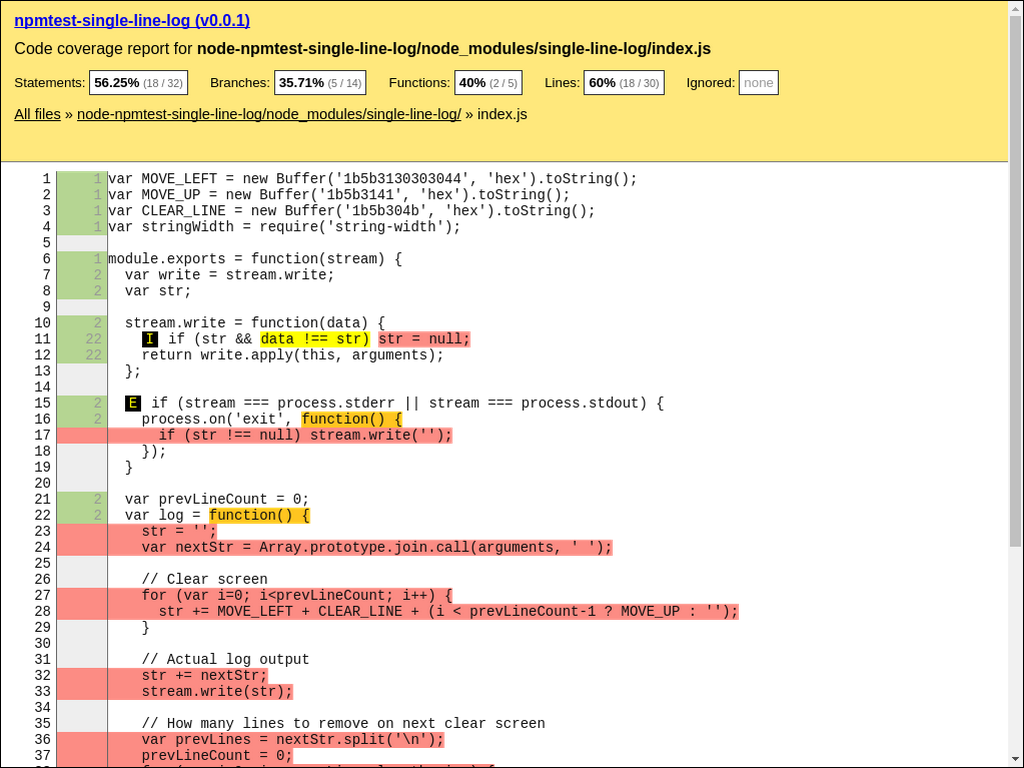 npmtest-single-line-log (v0.0.1)
Code coverage report for node-npmtest-single-line-log/node_modules/single-line-log/index.js
Statements: 56.25% (18 / 32) Branches: 35.71% (5 / 14) Functions: 40% (2 / 5) Lines: 60% (18 / 30) Ignored: none
All files » node-npmtest-single-line-log/node_modules/single-line-log/ » index.js
1 1 var MOVE_LEFT = new Buffer('1b5b3130303044', 'hex').toString();
2 1 var MOVE_UP = new Buffer('1b5b3141', 'hex').toString();
3 1 var CLEAR_LINE = new Buffer('1b5b304b', 'hex').toString();
4 1 var stringWidth = require('string-width');
5
6 1 module.exports = function(stream) {
7 2 var write = stream.write;
8 2 var str;
9
10 2 stream.write = function(data) {
11 22 I if (str && data !== str) str = null;
12 22 return write.apply(this, arguments);
13 };
14
15 2 E if (stream === process.stderr || stream === process.stdout) {
16 2 process.on('exit', function() {
17 if (str !== null) stream.write('');
18 });
19 }
20
21 2 var prevLineCount = 0;
22 2 var log = function() {
23 str = '';
24 var nextStr = Array.prototype.join.call(arguments, ' ');
25
26 // Clear screen
27 for (var i=0; i<prevLineCount; i++) {
28 str += MOVE_LEFT + CLEAR_LINE + (i < prevLineCount-1 ? MOVE_UP : '');
29 }
30
31 // Actual log output
32 str += nextStr;
33 stream.write(str);
34
35 // How many lines to remove on next clear screen
36 var prevLines = nextStr.split('\n');
37 prevLineCount = 0;